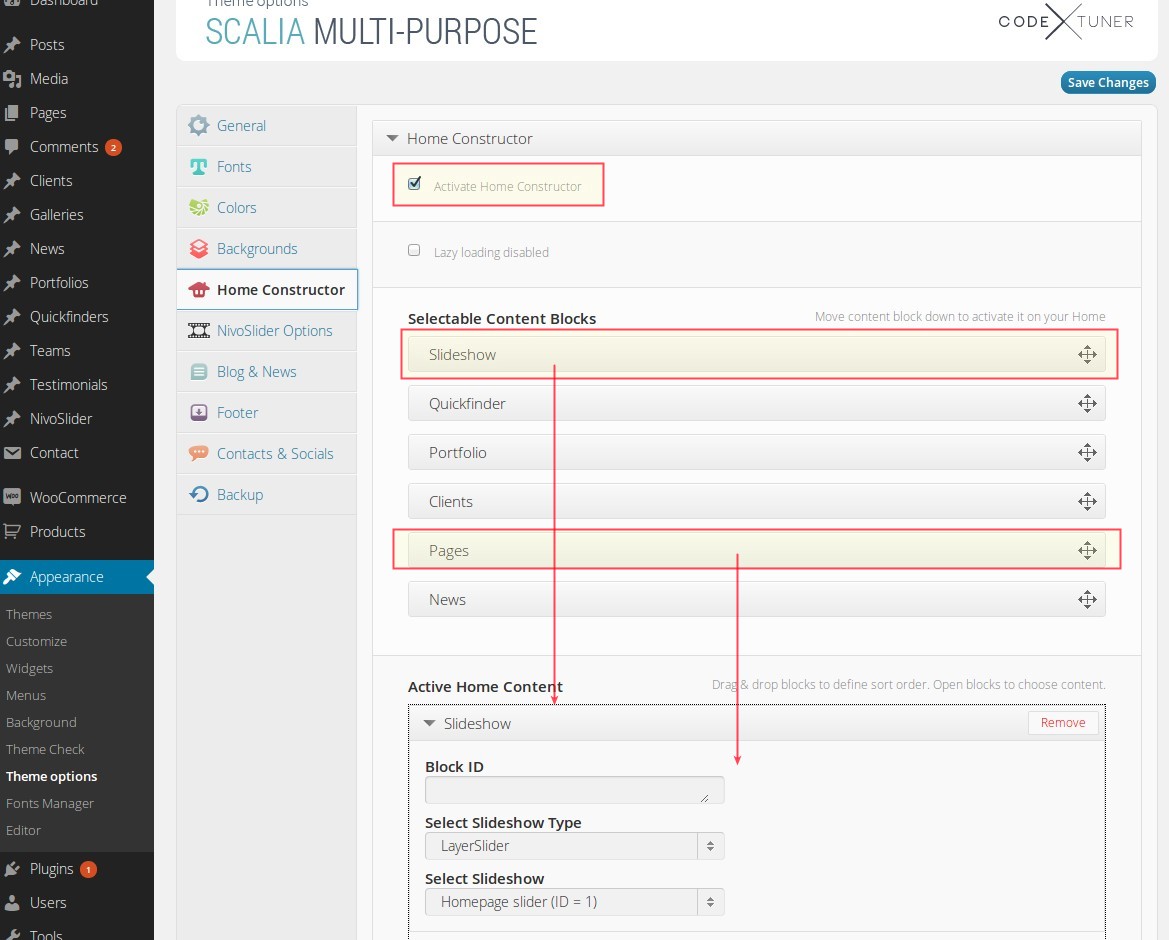 Dashboard
Posts
Media
Pages
Comments 2
Clients
Galleries
News
Portfolios
Quickfinders
Teams
Testimonials
NivoSlider
Contact
WooCommerce
Products
Appearance
Themes
Customize
Widgets
Menus
Background
Theme Check
Theme options
Fonts Manager
Editor
Plugins 1
Users
Tools
Theme options
SCALIA MULTI-PURPOSE
CODE X TUNER
Save Changes
General
Fonts
Colors
Backgrounds
Home Constructor
NivoSlider Options
Blog & News
Footer
Contacts & Socials
Backup
Home Constructor
Activate Home Constructor
Lazy loading disabled
Selectable Content Blocks
Move content block down to activate it on your Home
Slideshow
Quickfinder
Portfolio
Clients
Pages
News
Active Home Content
Drag & drop blocks to define sort order. Open blocks to choose content.
Slideshow
Remove
Block ID
Select Slideshow Type
LayerSlider
Select Slideshow
Homepage slider (ID = 1)